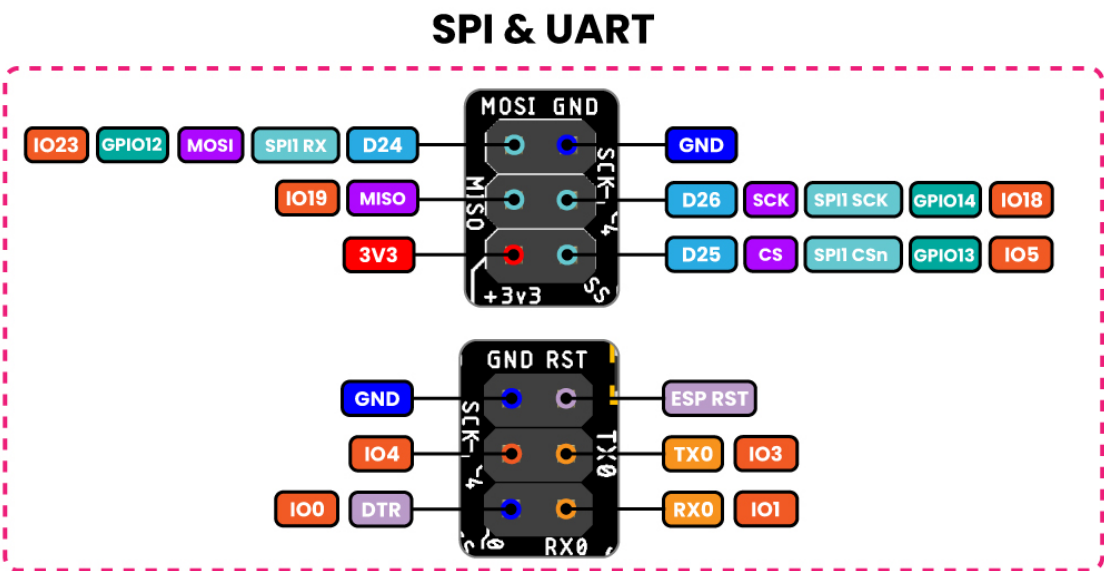 SPI & UART
MOSI GND
IO23 GPIO12 MOSI SPI1 RX D24 GND
MISO
SCK
IO19 MISO D26 SCK SPI1 SCK GPIO14 IO18
~4
3V3 D25 CS SPI1 CSn GPIO13 IO5
+3v3 SS
GND RST
GND ESP RST
SCK
TX0
IO4 TX0 IO3
~4
IO0 DTR RX0 IO1
RX0